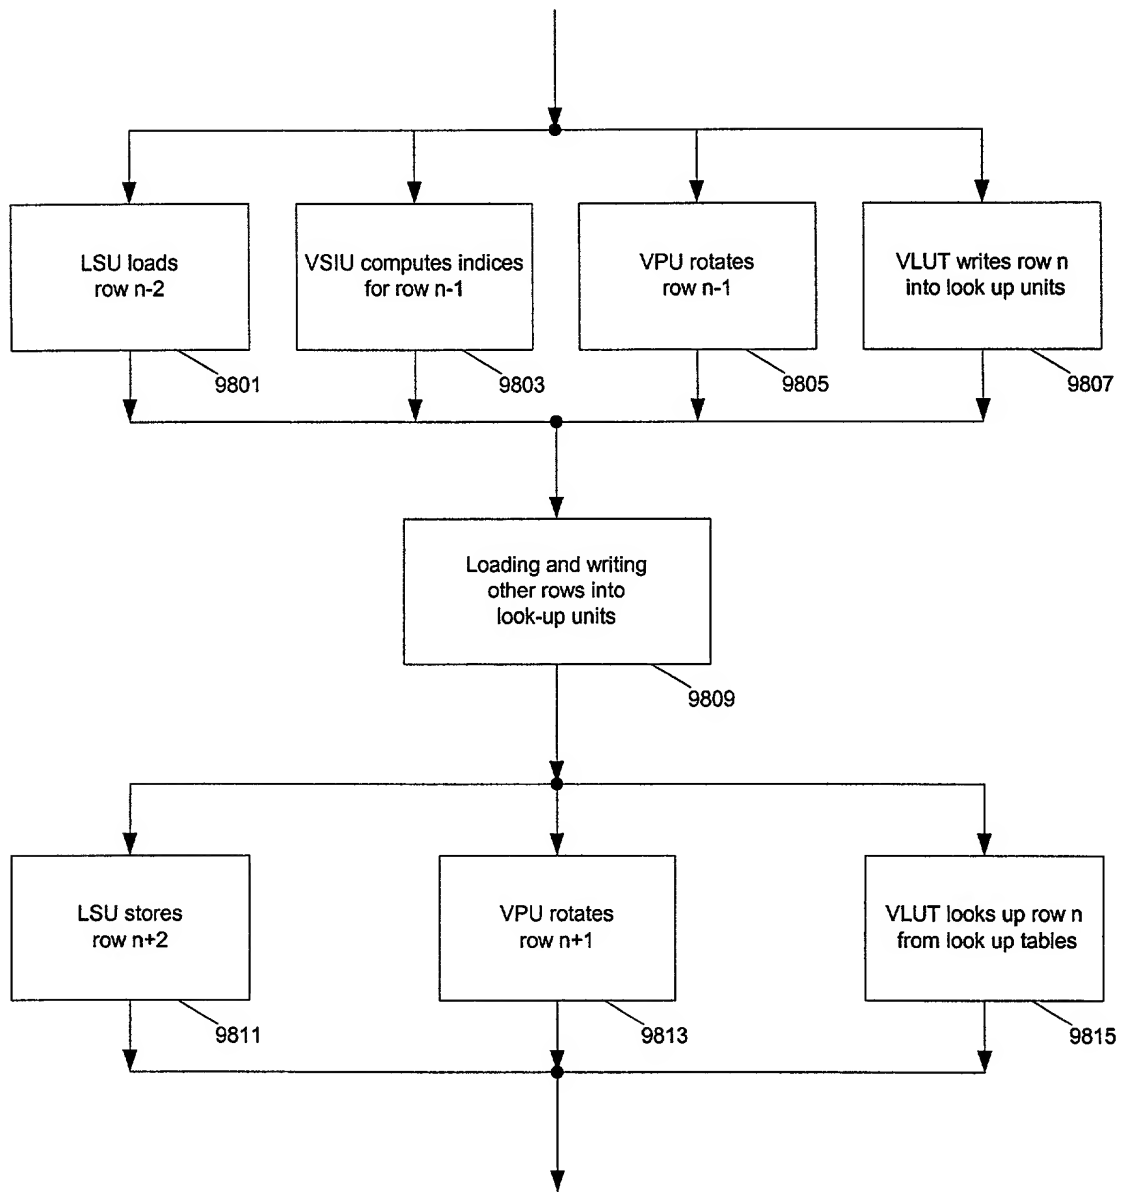 LSU loads
row n-2
9801
VSIU computes indices
for row n-1
9803
VPU rotates
row n-1
9805
VLUT writes row n
into look up units
9807
Loading and writing
other rows into
look-up units
9809
LSU stores
row n+2
9811
VPU rotates
row n+1
9813
VLUT looks up row n
from look up tables
9815